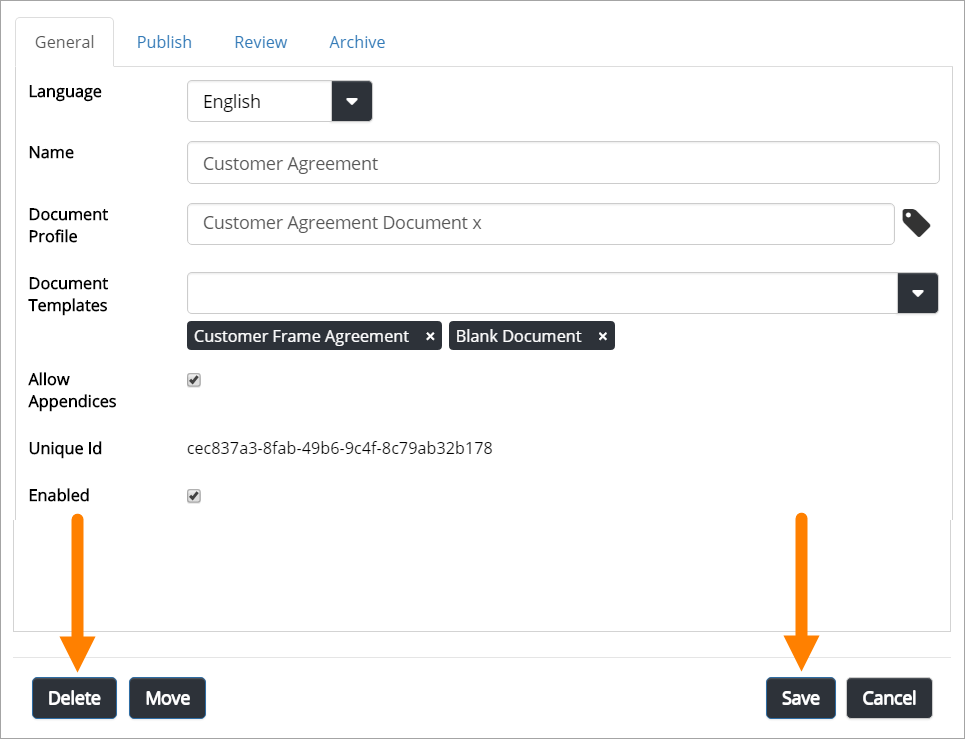 General Publish Review Archive
Language
English
Name
Customer Agreement
Document
Profile
Customer Agreement Document x
Document
Templates
Customer Frame Agreement × Blank Document ×
Allow
Appendices
Unique Id
cec837a3-8fab-49b6-9c4f-8c79ab32b178
Enabled
Delete Move Save Cancel